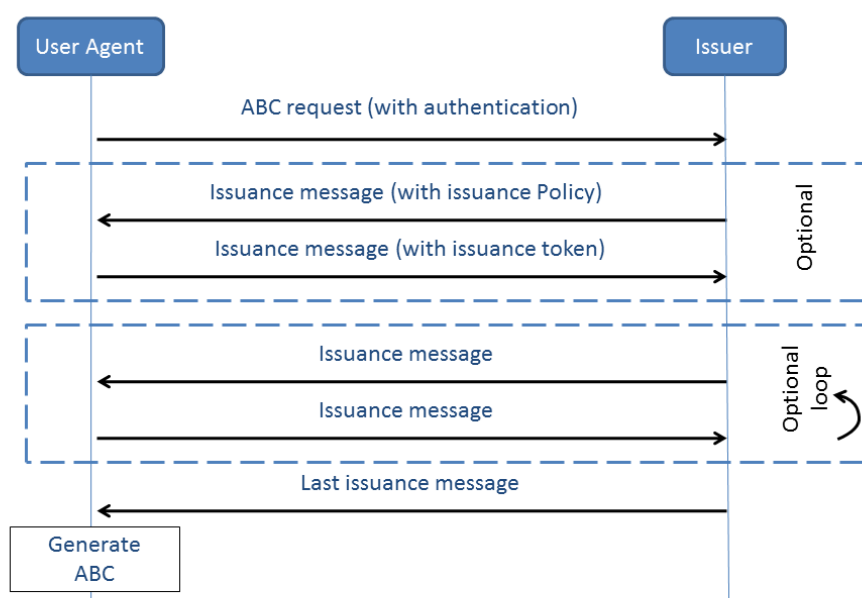 User Agent
Issuer
ABC request (with authentication)
Issuance message (with issuance Policy)
Issuance message (with issuance token)
Optional
Issuance message
Issuance message
Optional
loop
Last issuance message
Generate
ABC